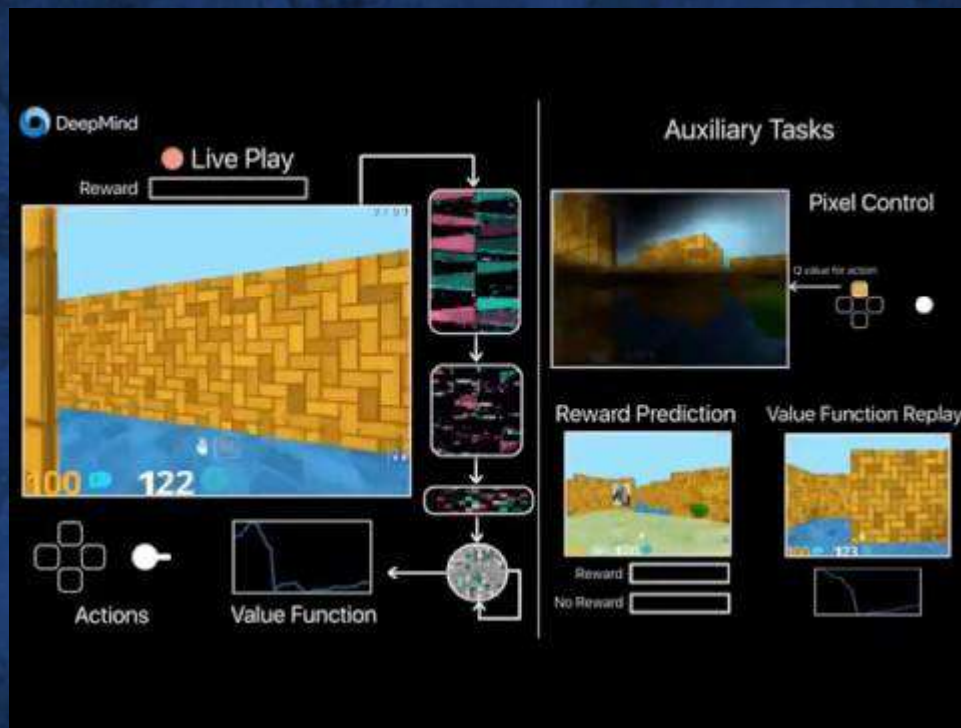 DeepMind
Live Play
Reward
100 122
Actions
Value Function
Auxiliary Tasks
Pixel Control
Q value for action
Reward Prediction
Reward
No Reward
Value Function Replay
100 123